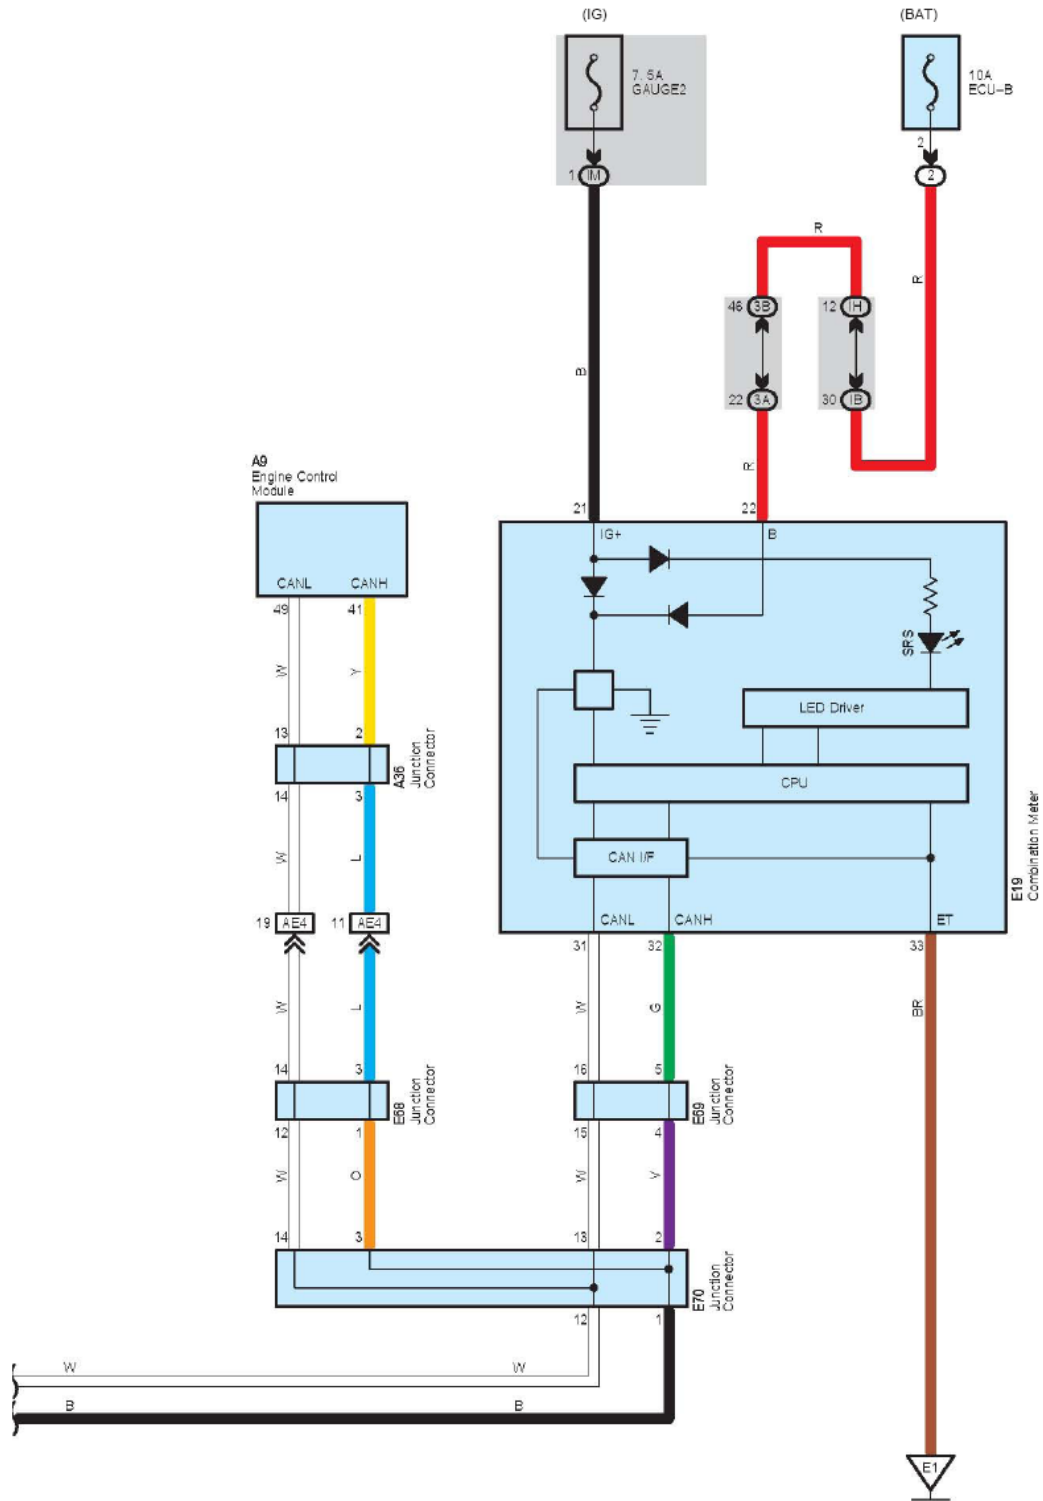 (IG)
(BAT)
7.5A
GAUGE2
10A
ECU-B
2
1 IM
2
R
R
46 3B
12 IH
B
22 3A
30 IB
R
A9
Engine Control
Module
21
22
IG+
B
CANL
CANH
49
41
SRS
W
Y
LED Driver
13
2
A36
Junction
Connector
CPU
14
3
W
L
CAN I/F
E19
Combination Meter
19 AE4
11 AE4
CANL
CANH
ET
31
32
33
W
L
W
G
BR
14
3
16
5
E68
Junction
Connector
E69
Junction
Connector
12
1
15
4
W
O
W
V
14
3
13
2
E70
Junction
Connector
12
1
W
W
B
B
E1